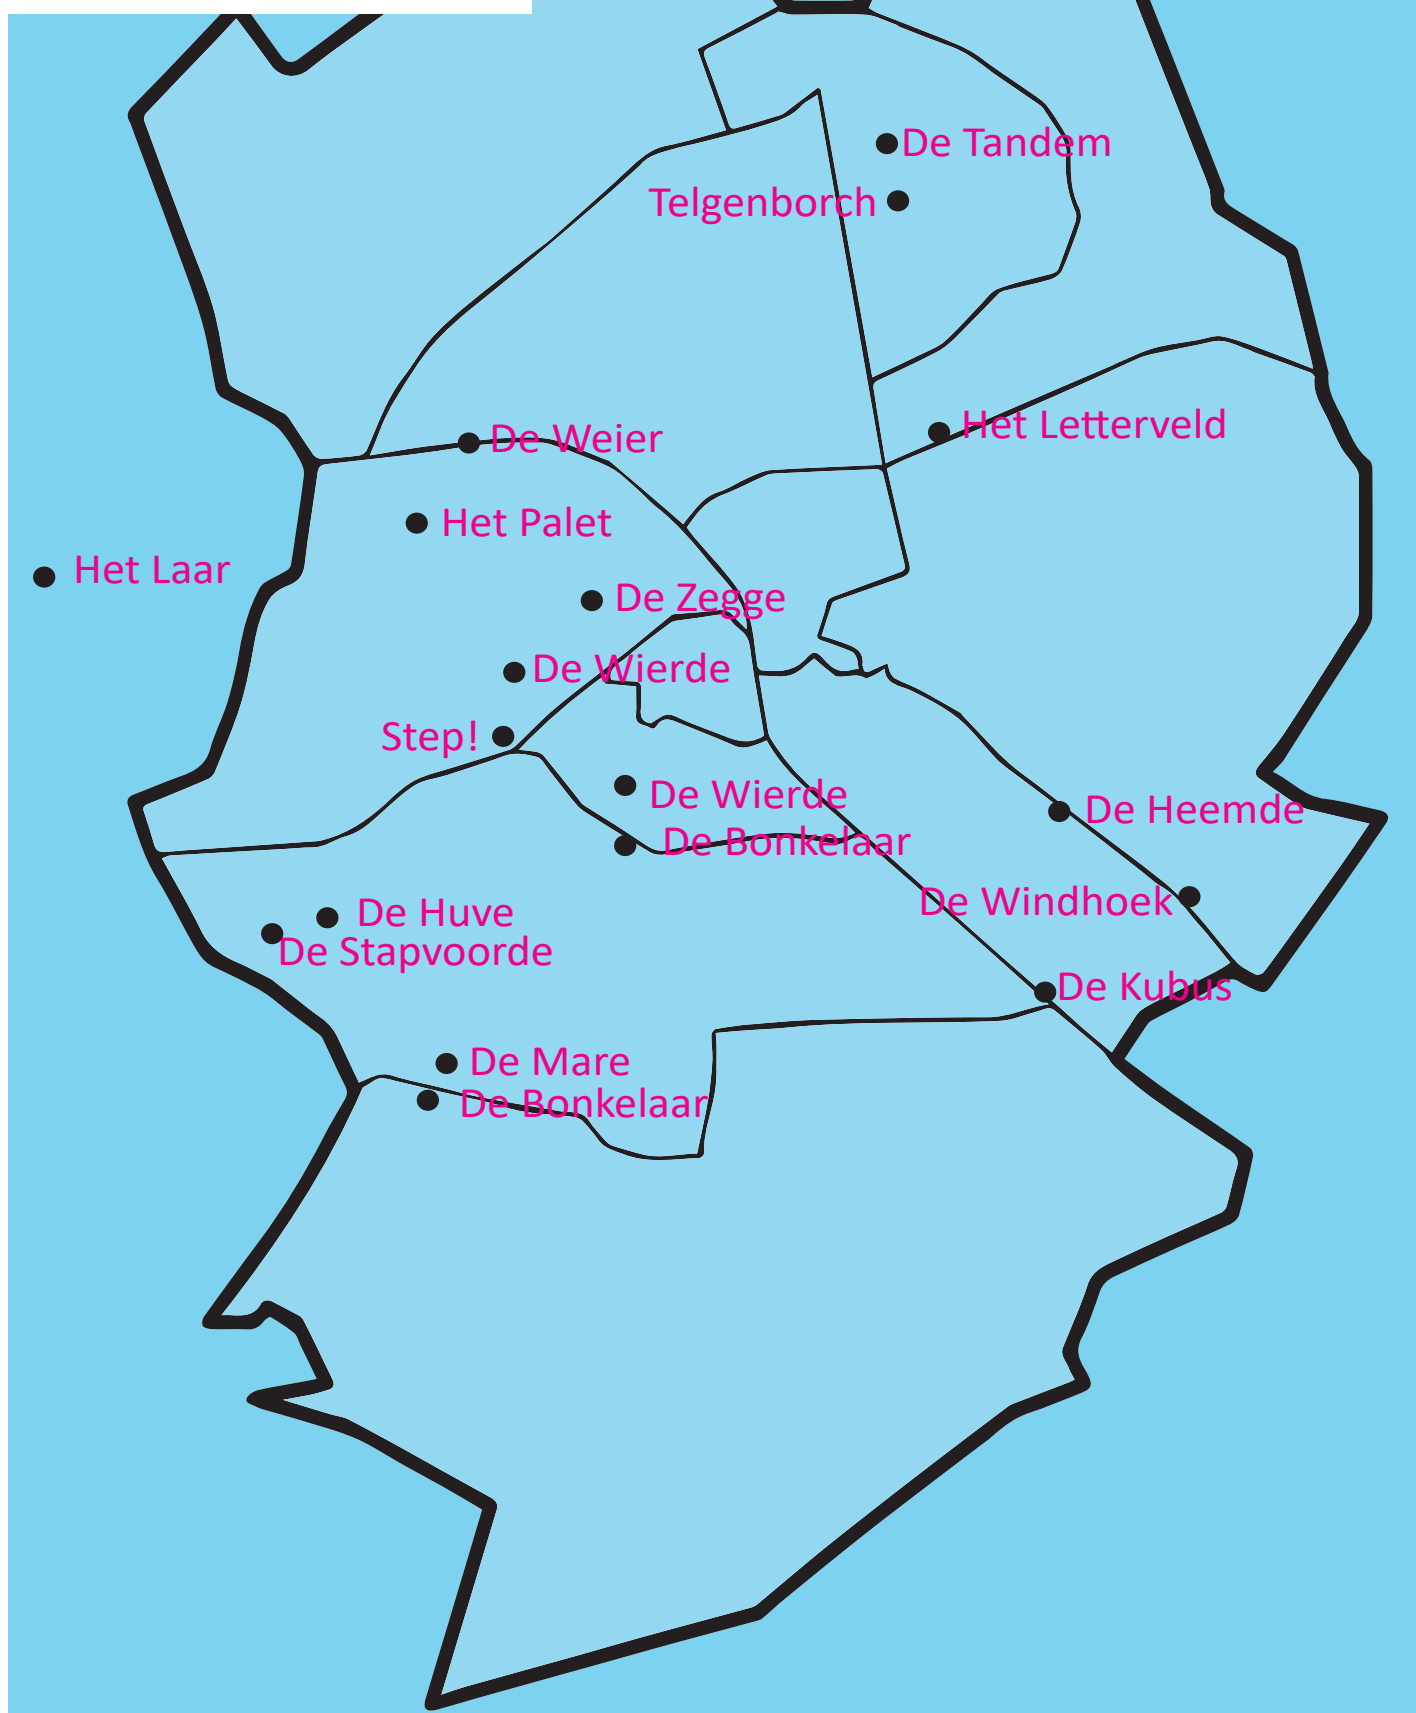 De Tandem
Telgenborch
Het Letterveld
De Weier
Het Palet
Het Laar
De Zegge
De Wierde
Step!
De Wierde
De Heemde
De Bonkelaar
De Windhoek
De Huve
De Stapvoorde
De Kubus
De Mare
De Bonkelaar